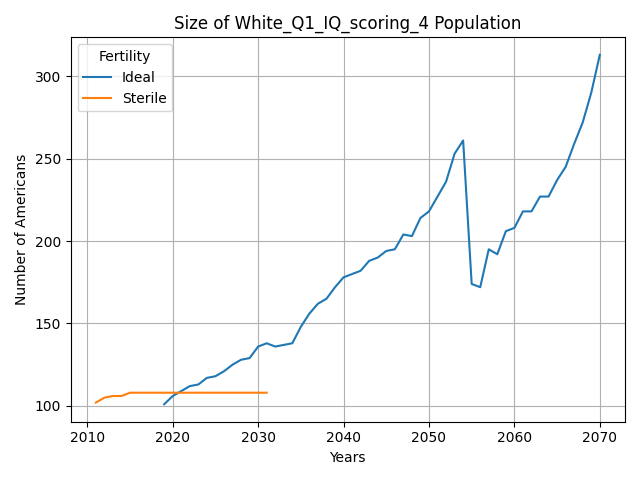 Size of White_Q1_IQ_scoring_4 Population
Number of Americans
300
250
200
150
100
Fertility
Ideal
Sterile
2010 2020 2030 2040 2050 2060 2070
Years